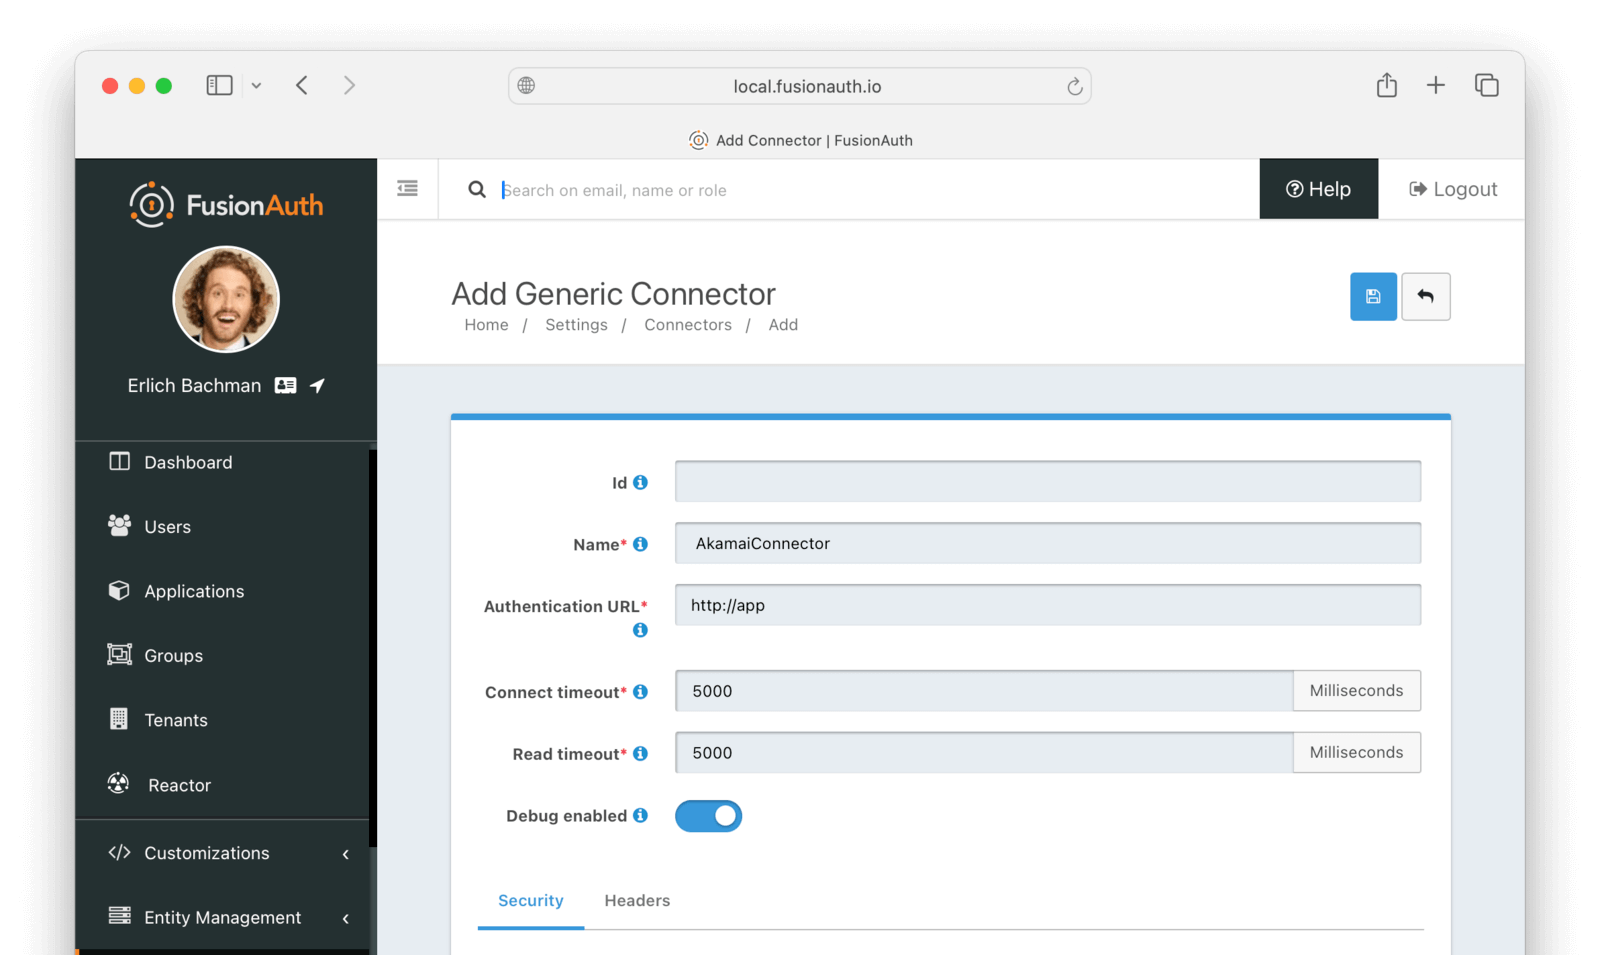 local.fusionauth.io
Add Connector | FusionAuth
FusionAuth
Search on email, name or role
Help
Logout
Erlich Bachman
Dashboard
Users
Applications
Groups
Tenants
Reactor
Customizations
Entity Management
Add Generic Connector
Home / Settings / Connectors / Add
Id
Name* AkamaiConnector
Authentication URL* http://app
Connect timeout* 5000 Milliseconds
Read timeout* 5000 Milliseconds
Debug enabled
Security Headers